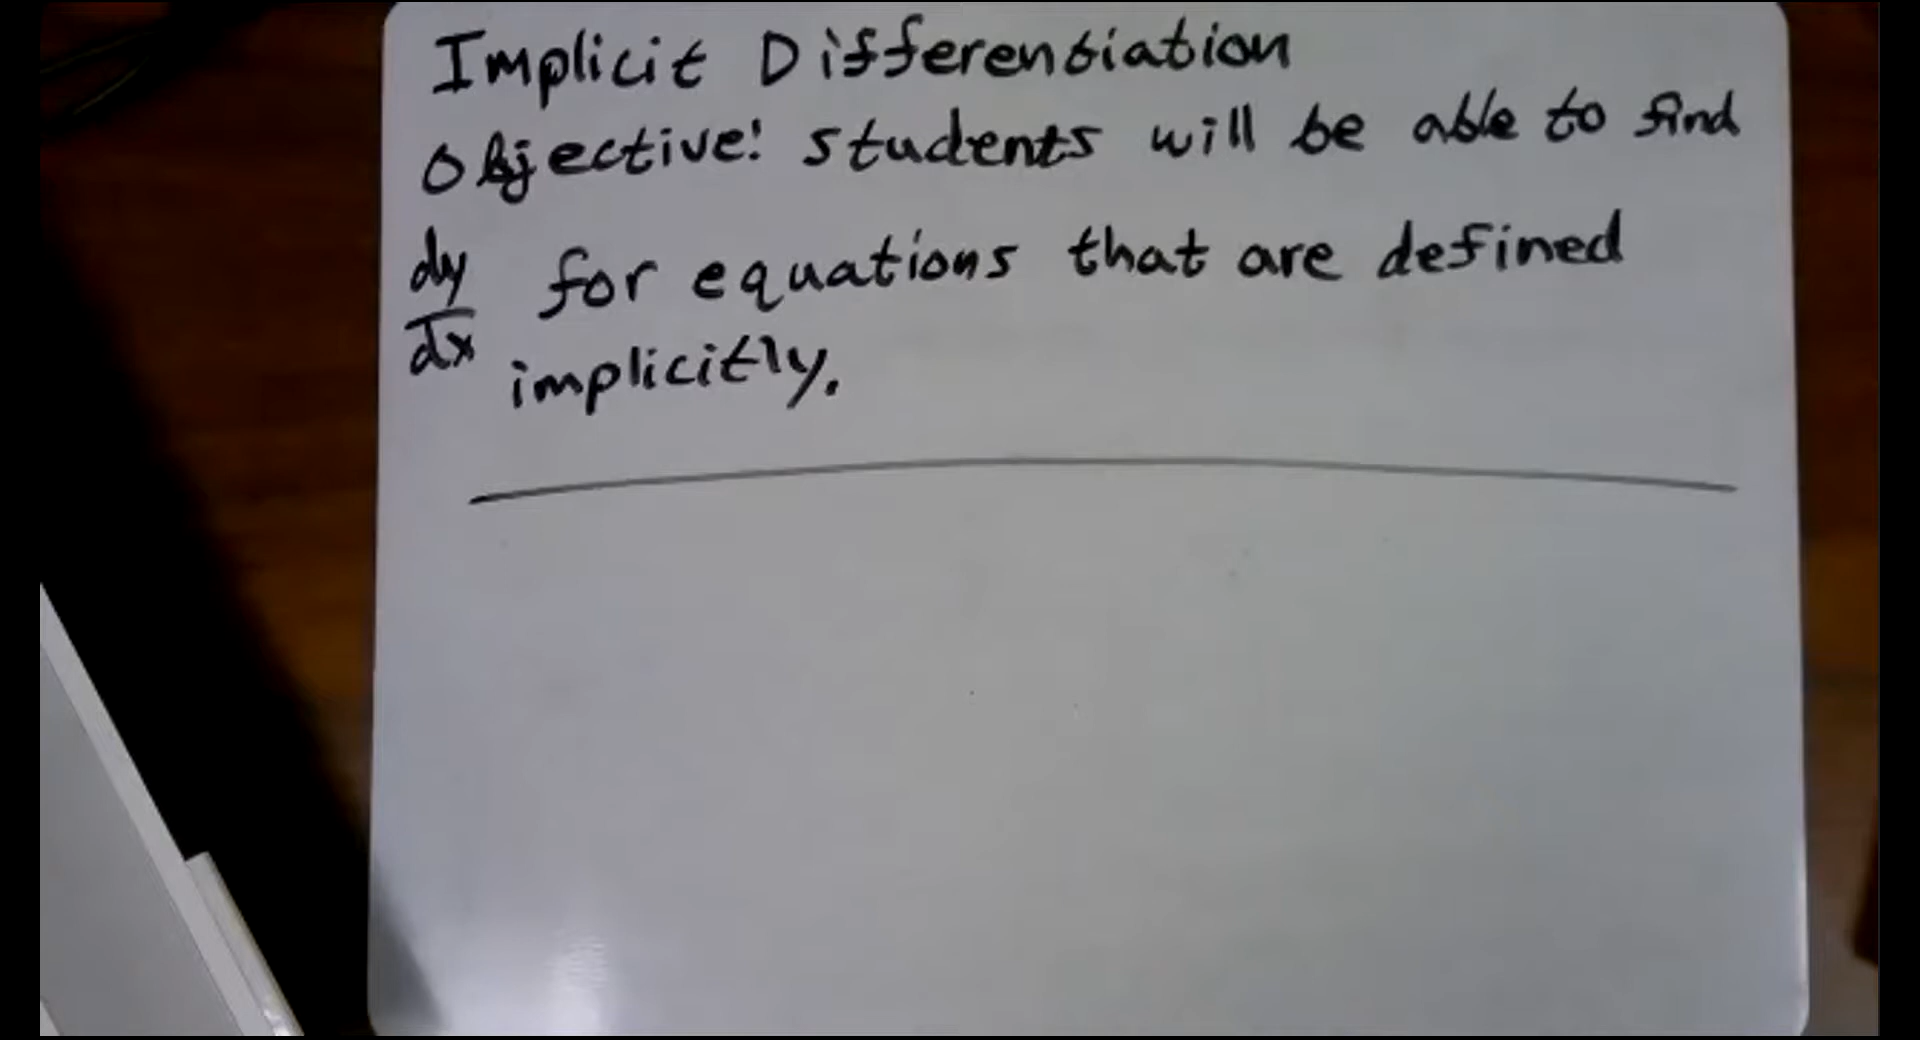 Implicit Differentiation
Objective: students will be able to find
dy/dx for equations that are defined
implicitly.